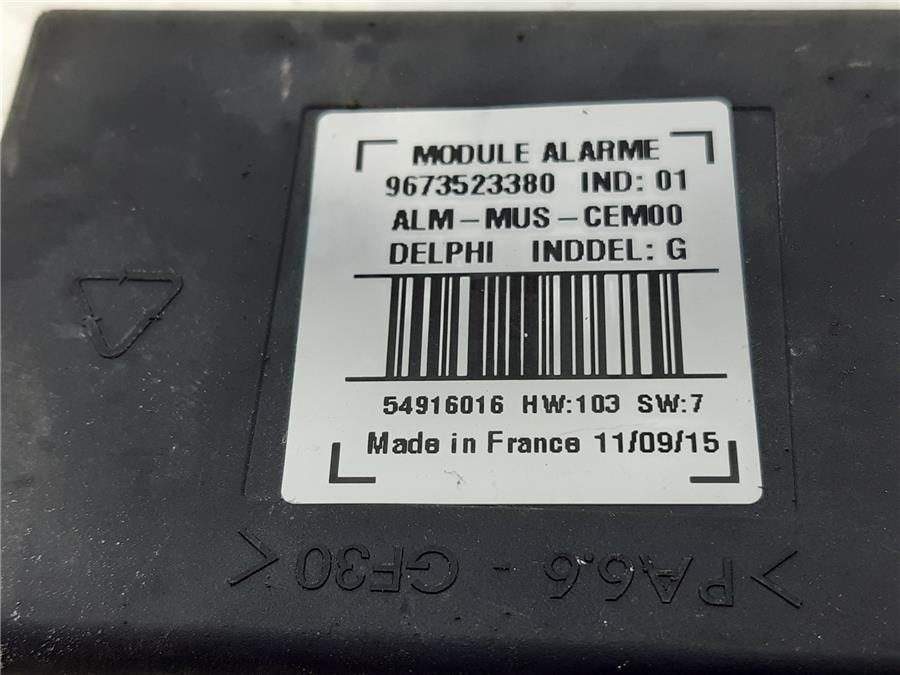 MODULE ALARME
9673523380 IND: 01
ALM-MUS-CEM00
DELPHI INDDEL: G
54916016 HW:103 SW:7
Made in France 11/09/15
>PA6.6 - GF30<